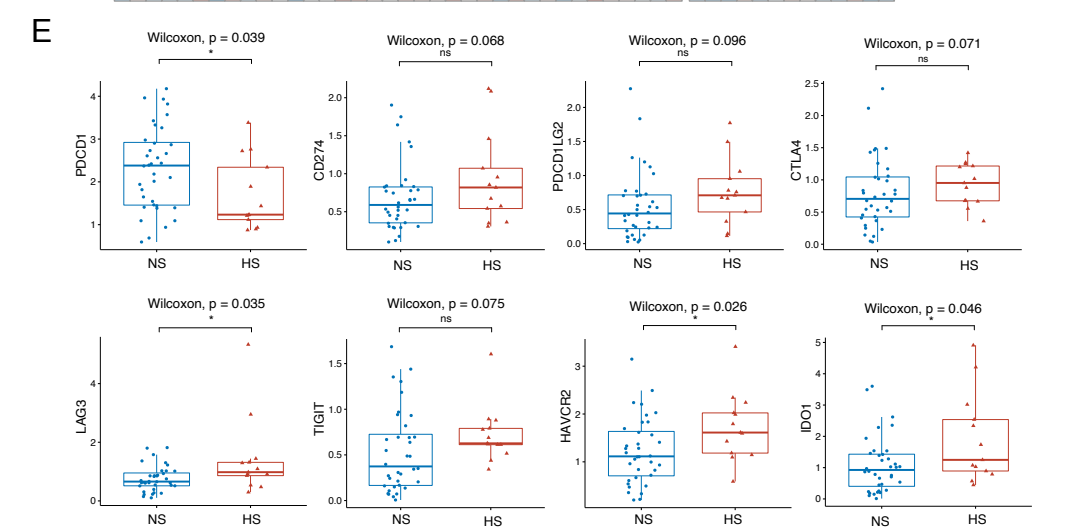 E
Wilcoxon, p = 0.039
*
PDCD1
4
3
2
1
NS HS
Wilcoxon, p = 0.068
ns
CD274
2.0
1.5
1.0
0.5
NS HS
Wilcoxon, p = 0.096
ns
PDCD1LG2
2.0
1.5
1.0
0.5
0.0
NS HS
Wilcoxon, p = 0.071
ns
CTLA4
2.5
2.0
1.5
1.0
0.5
0.0
NS HS
Wilcoxon, p = 0.035
*
LAG3
4
2
0
NS HS
Wilcoxon, p = 0.075
ns
TIGIT
1.5
1.0
0.5
0.0
NS HS
Wilcoxon, p = 0.026
*
HAVCR2
3
2
1
NS HS
Wilcoxon, p = 0.046
*
IDO1
5
4
3
2
1
0
NS HS